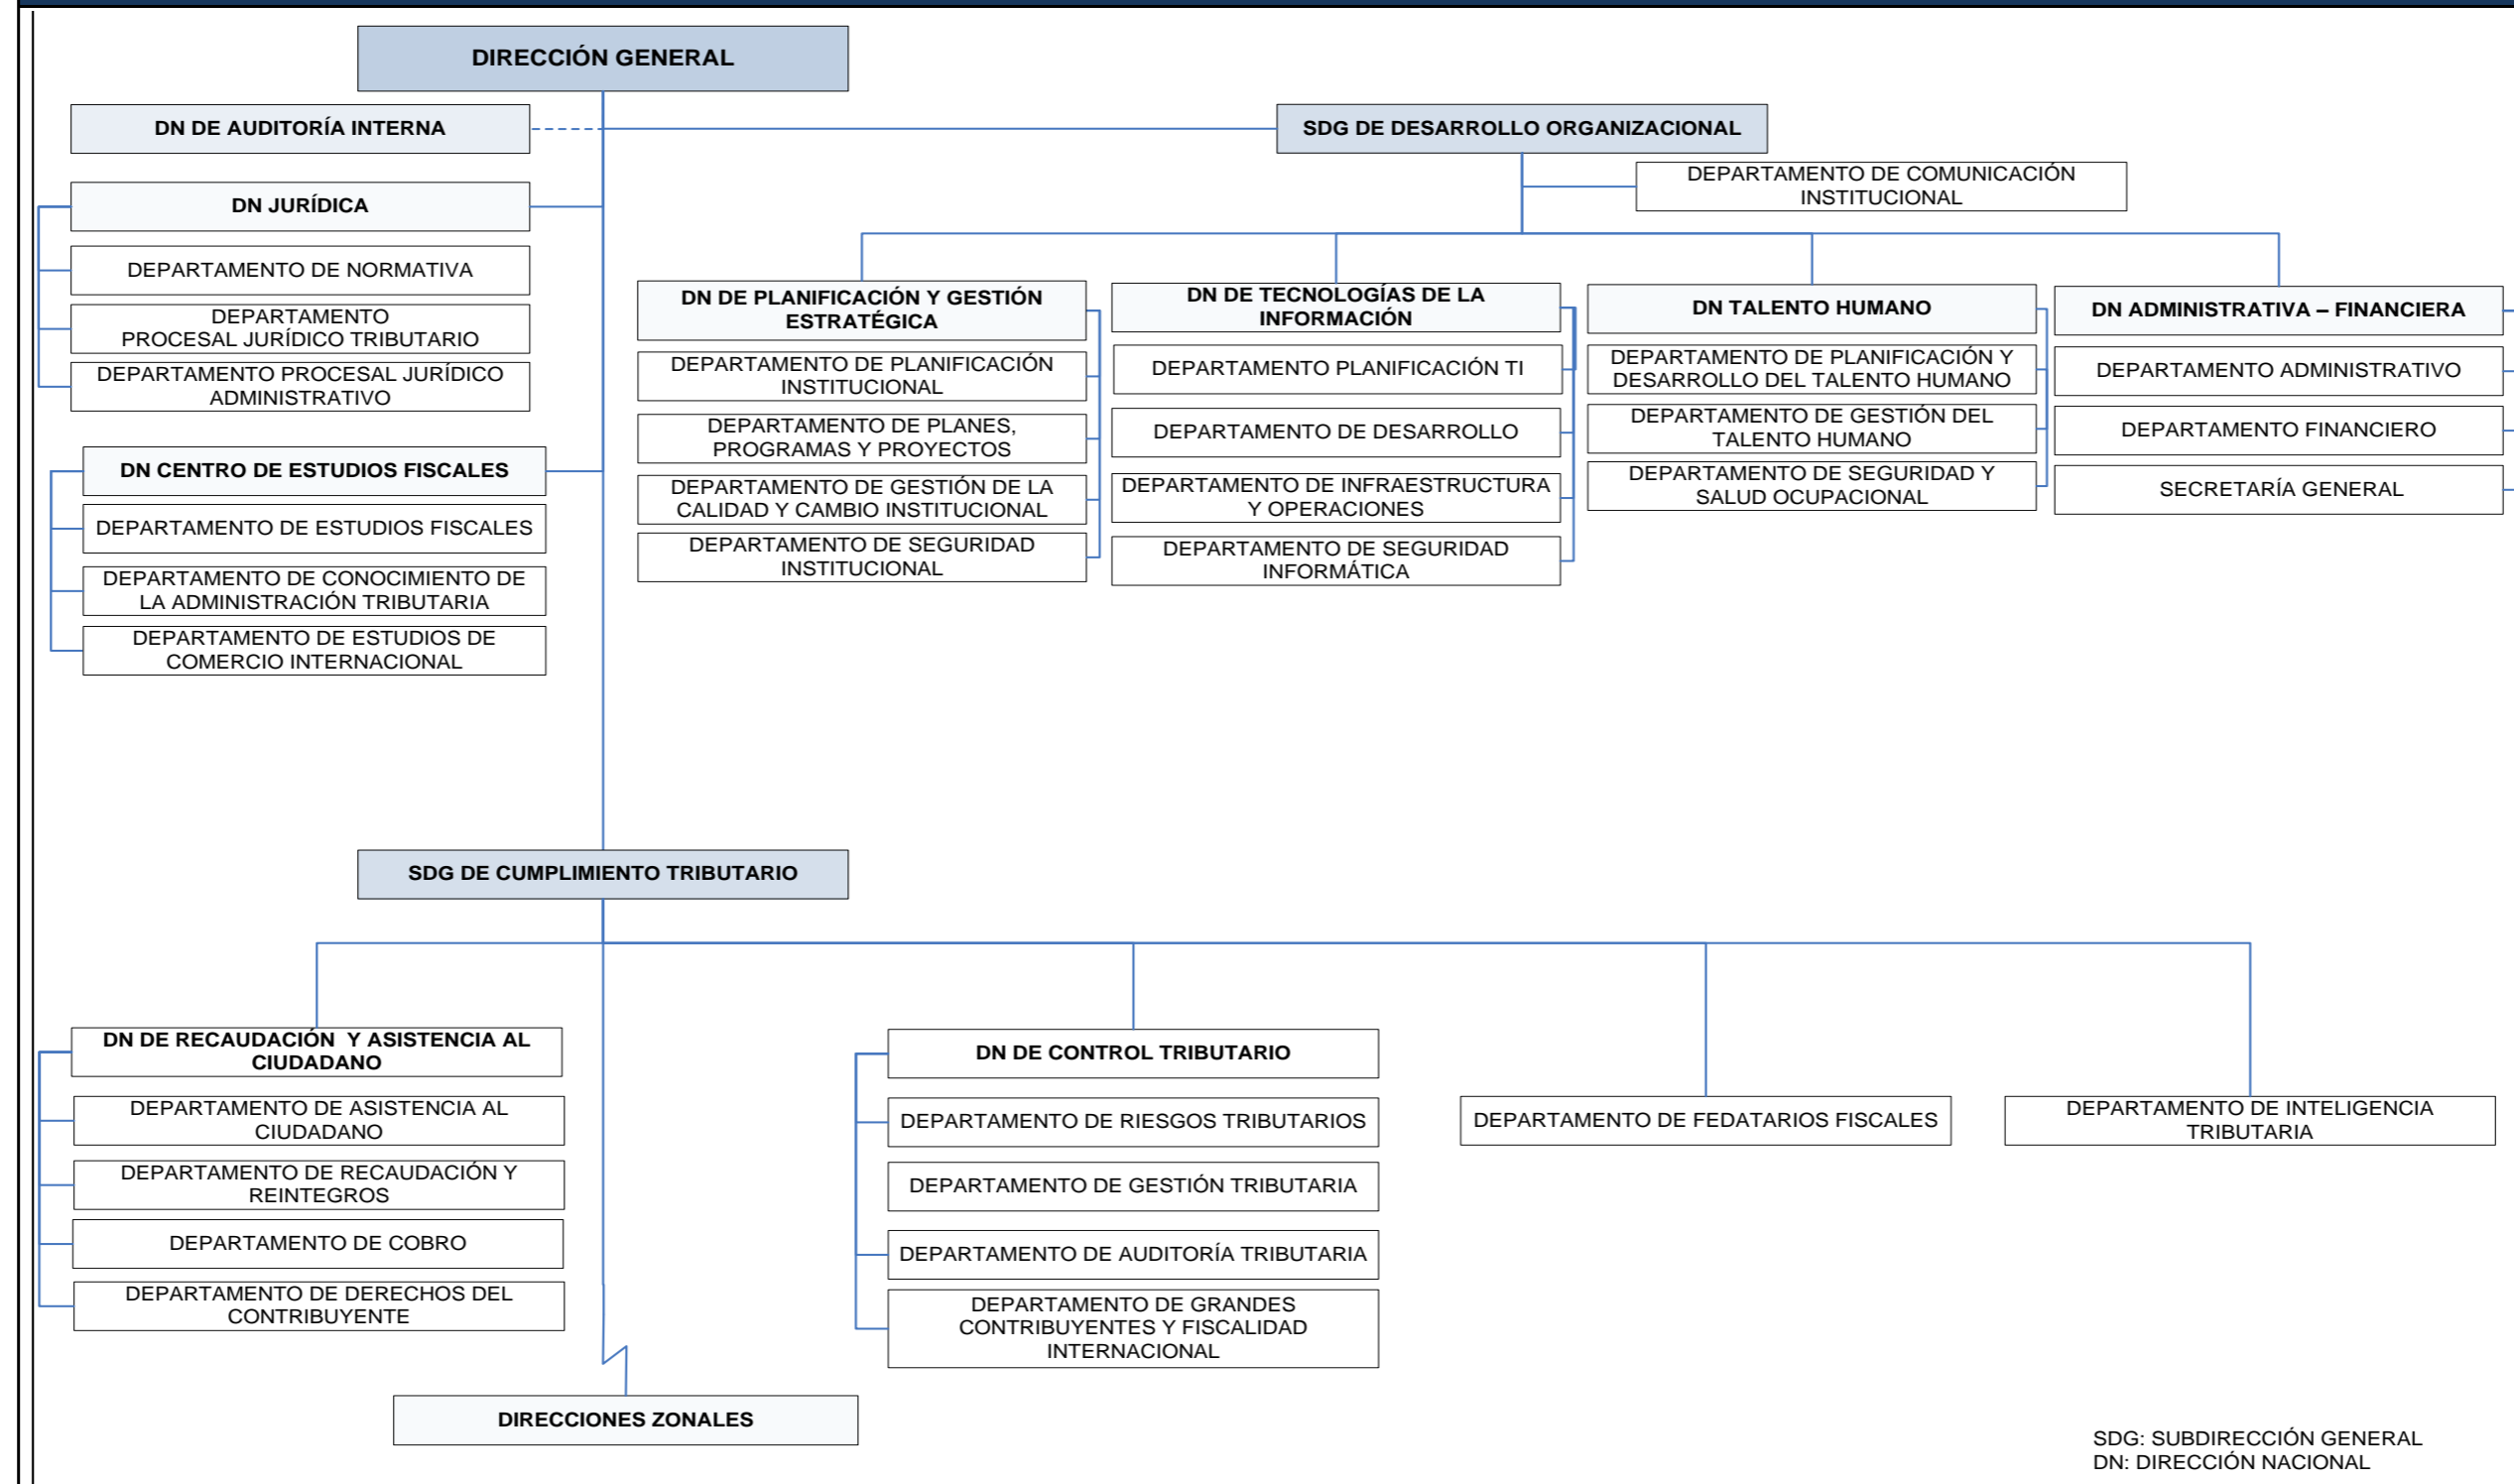 DIRECCIÓN GENERAL
DN DE AUDITORÍA INTERNA
SDG DE DESARROLLO ORGANIZACIONAL
DEPARTAMENTO DE COMUNICACIÓN
INSTITUCIONAL
DN JURÍDICA
DEPARTAMENTO DE NORMATIVA
DEPARTAMENTO
PROCESAL JURÍDICO TRIBUTARIO
DEPARTAMENTO PROCESAL JURÍDICO
ADMINISTRATIVO
DN CENTRO DE ESTUDIOS FISCALES
DEPARTAMENTO DE ESTUDIOS FISCALES
DEPARTAMENTO DE CONOCIMIENTO DE
LA ADMINISTRACIÓN TRIBUTARIA
DEPARTAMENTO DE ESTUDIOS DE
COMERCIO INTERNACIONAL
DN DE PLANIFICACIÓN Y GESTIÓN
ESTRATÉGICA
DEPARTAMENTO DE PLANIFICACIÓN
INSTITUCIONAL
DEPARTAMENTO DE PLANES,
PROGRAMAS Y PROYECTOS
DEPARTAMENTO DE GESTIÓN DE LA
CALIDAD Y CAMBIO INSTITUCIONAL
DEPARTAMENTO DE SEGURIDAD
INSTITUCIONAL
DN DE TECNOLOGÍAS DE LA
INFORMACIÓN
DEPARTAMENTO PLANIFICACIÓN TI
DEPARTAMENTO DE DESARROLLO
DEPARTAMENTO DE INFRAESTRUCTURA
Y OPERACIONES
DEPARTAMENTO DE SEGURIDAD
INFORMÁTICA
DN TALENTO HUMANO
DEPARTAMENTO DE PLANIFICACIÓN Y
DESARROLLO DEL TALENTO HUMANO
DEPARTAMENTO DE GESTIÓN DEL
TALENTO HUMANO
DEPARTAMENTO DE SEGURIDAD Y
SALUD OCUPACIONAL
DN ADMINISTRATIVA – FINANCIERA
DEPARTAMENTO ADMINISTRATIVO
DEPARTAMENTO FINANCIERO
SECRETARÍA GENERAL
SDG DE CUMPLIMIENTO TRIBUTARIO
DN DE RECAUDACIÓN Y ASISTENCIA AL
CIUDADANO
DEPARTAMENTO DE ASISTENCIA AL
CIUDADANO
DEPARTAMENTO DE RECAUDACIÓN Y
REINTEGROS
DEPARTAMENTO DE COBRO
DEPARTAMENTO DE DERECHOS DEL
CONTRIBUYENTE
DN DE CONTROL TRIBUTARIO
DEPARTAMENTO DE RIESGOS TRIBUTARIOS
DEPARTAMENTO DE GESTIÓN TRIBUTARIA
DEPARTAMENTO DE AUDITORÍA TRIBUTARIA
DEPARTAMENTO DE GRANDES
CONTRIBUYENTES Y FISCALIDAD
INTERNACIONAL
DEPARTAMENTO DE FEDATARIOS FISCALES
DEPARTAMENTO DE INTELIGENCIA
TRIBUTARIA
DIRECCIONES ZONALES
SDG: SUBDIRECCIÓN GENERAL
DN: DIRECCIÓN NACIONAL